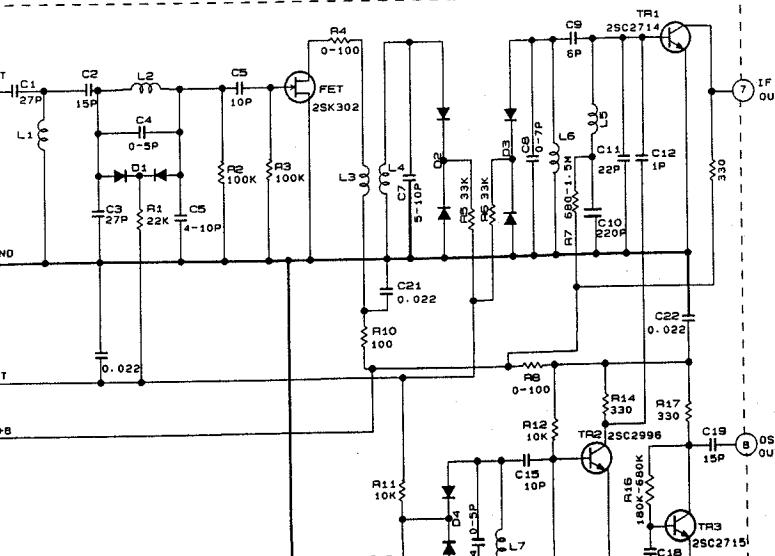 TR1
2SC2714
C9
6P
R4
0-100
IF
OU
7
T
C1
27P
C2
15P
L2
C5
10P
FET
2SK302
L1
C4
0-5P
D1
R2
100K
R3
100K
L3
L4
C7
5-10P
D2
R5 33K
R6 33K
D3
C8
0-7P
L6
L5
R7 680-1.5M
C11
22P
C12
1P
330
C3
27P
R1
22K
C5
4-10P
C10
220P
ND
C21
0.022
C22
0.022
R10
100
0.022
T
R8
0-100
R14
330
R17
330
+B
R12
10K
TR2
2SC2996
C19
15P
8
OS
OU
R11
10K
C15
10P
R16
180K-680K
D4
0-5P
4
L7
TR3
2SC2715
C18